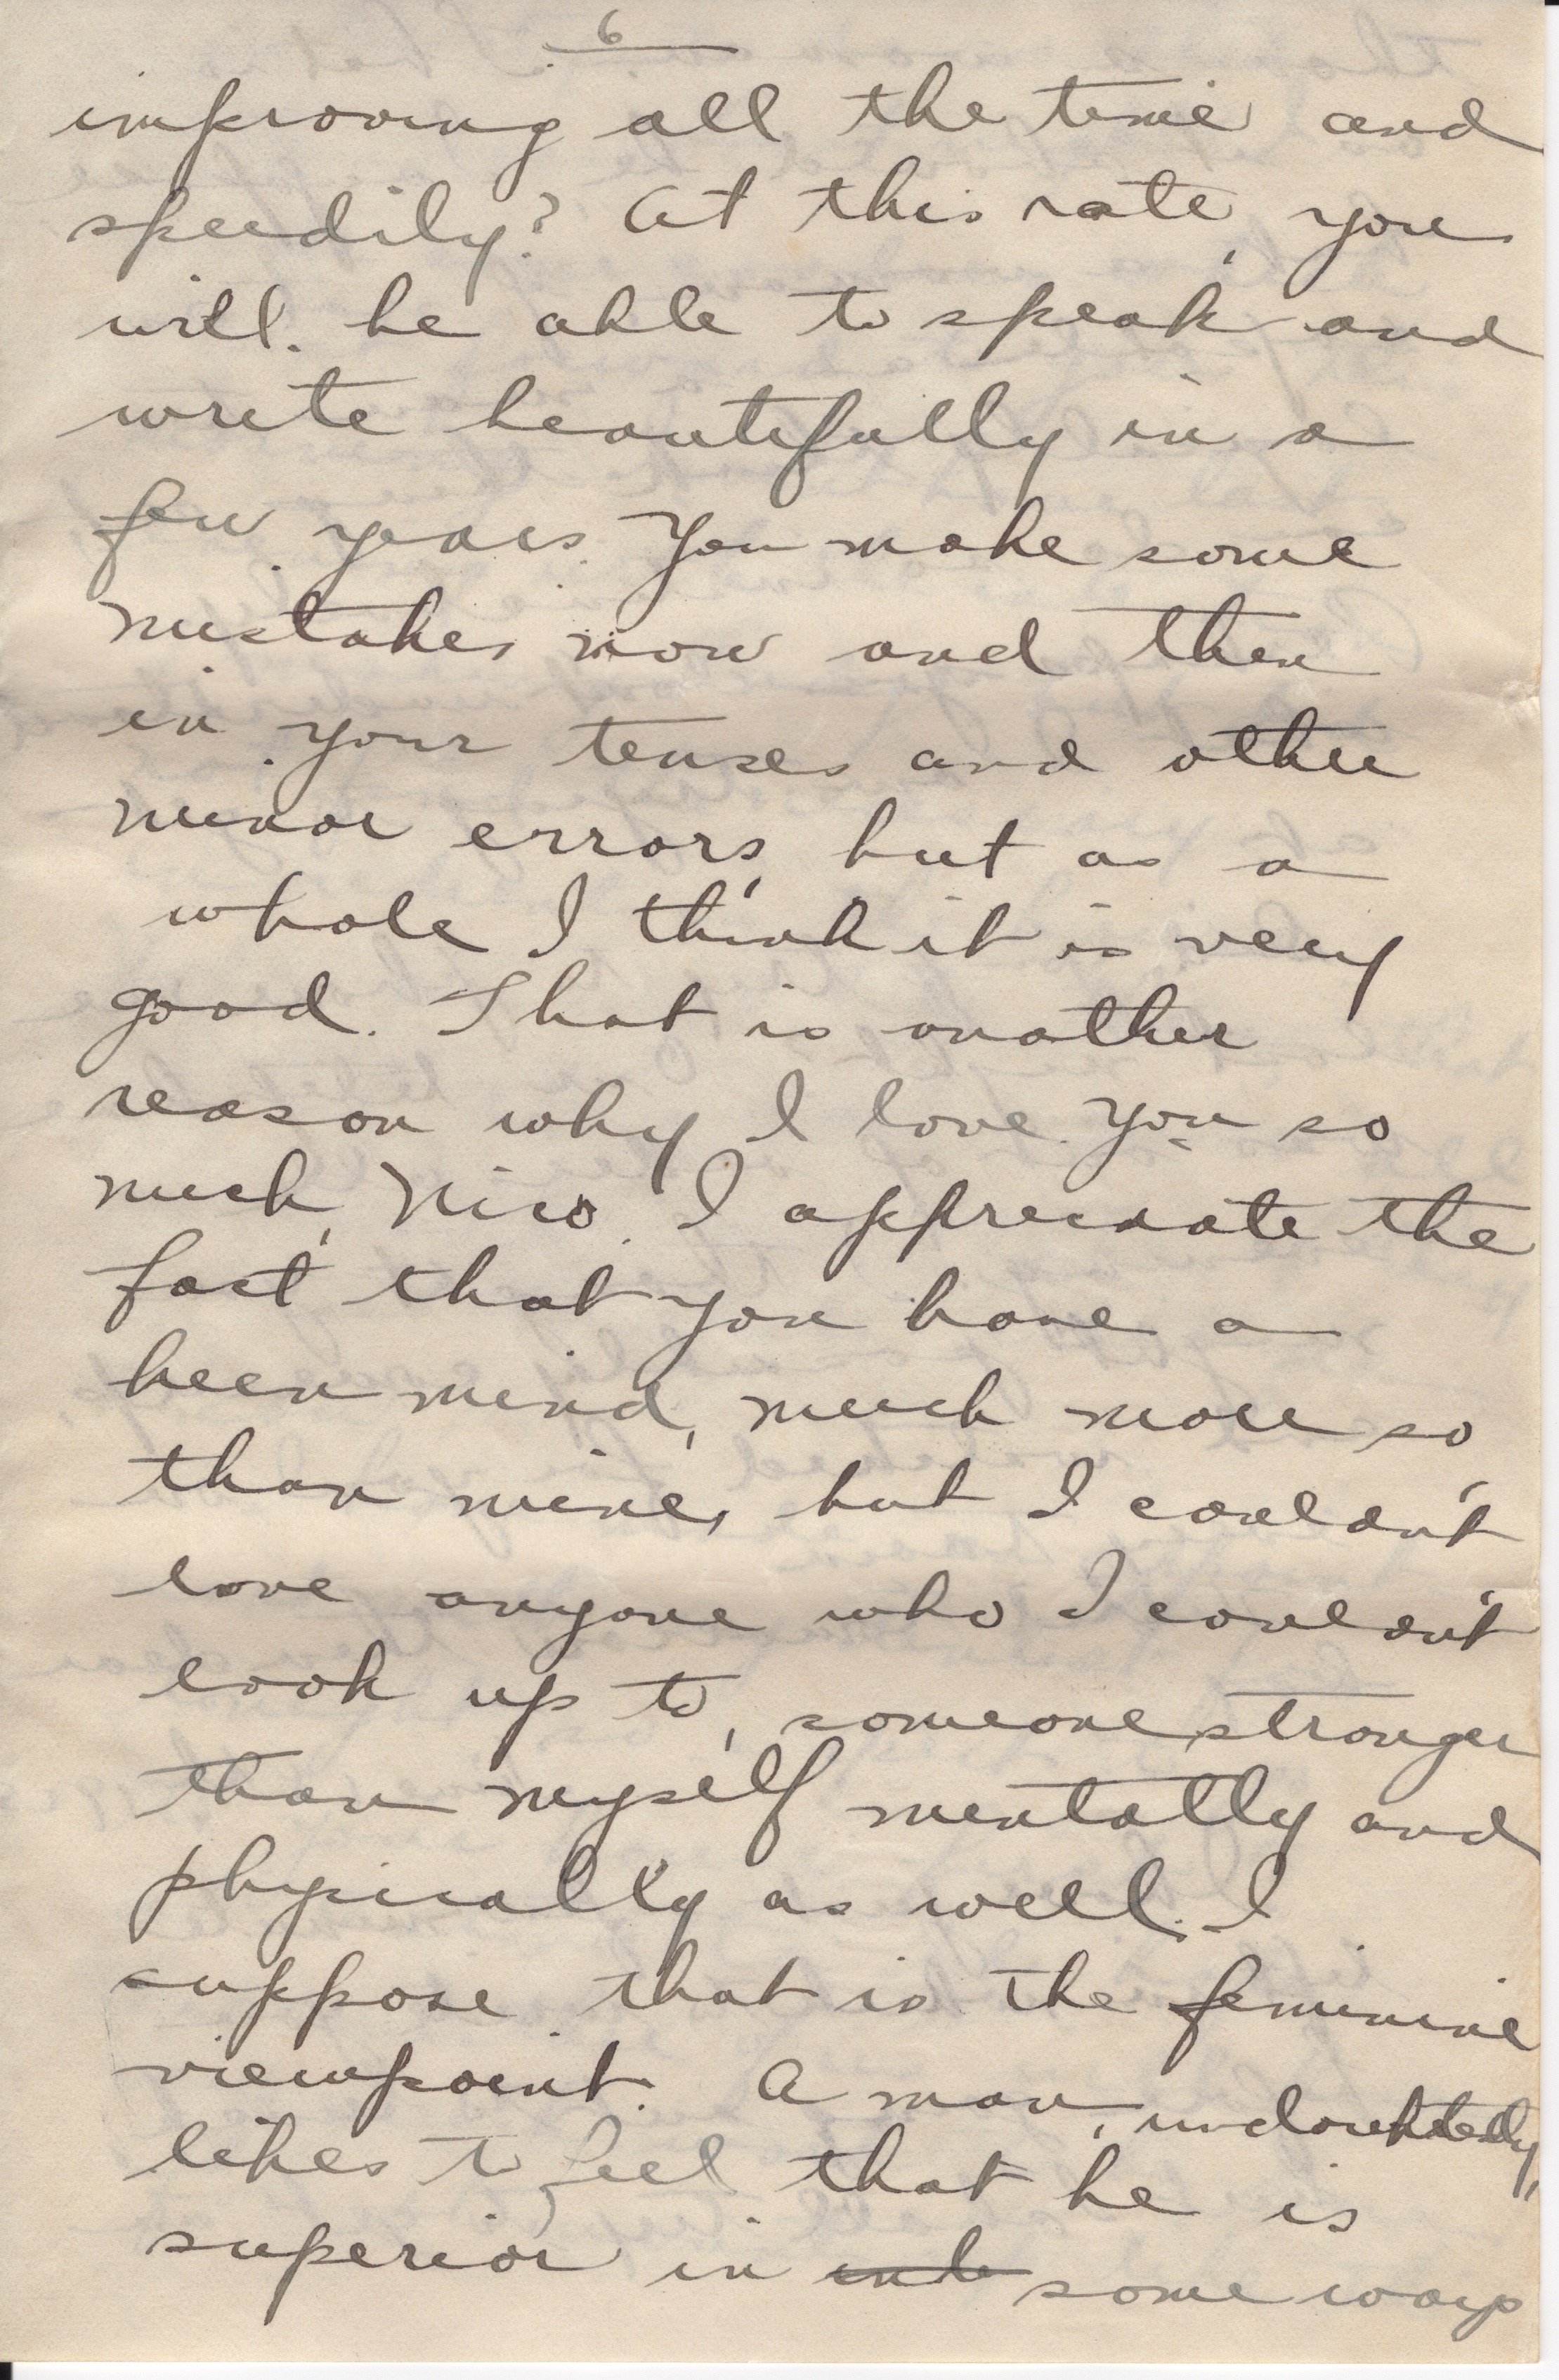 6
improving all the time and
speedily? At this rate, you
will be able to speak and
write beautifully in a
few years. You make some
mistakes now and then
in your tenses and other
minor errors, but as a
whole I think it is very
good. That is another
reason why I love you so
much, Nico. I appreciate the
fact that you have a
keen mind, much more so
than mine, but I couldn't
love anyone who I couldn't
look up to, someone stronger
than myself mentally and
physically as well. I
suppose that is the feminine
viewpoint. A man, undoubtedly,
likes to feel that he is
superior in some ways